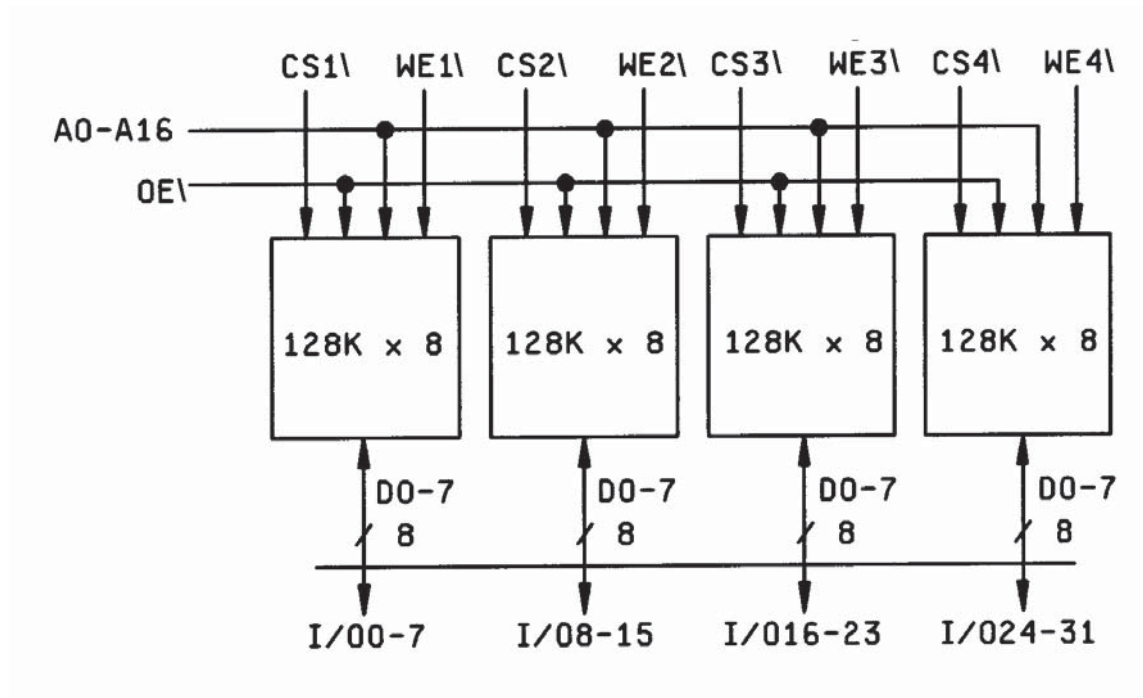 CS1\ WE1\ CS2\ WE2\ CS3\ WE3\ CS4\ WE4\
A0-A16
OE\
128K x 8 128K x 8 128K x 8 128K x 8
D0-7 D0-7 D0-7 D0-7
8 8 8 8
I/O0-7 I/O8-15 I/O16-23 I/O24-31